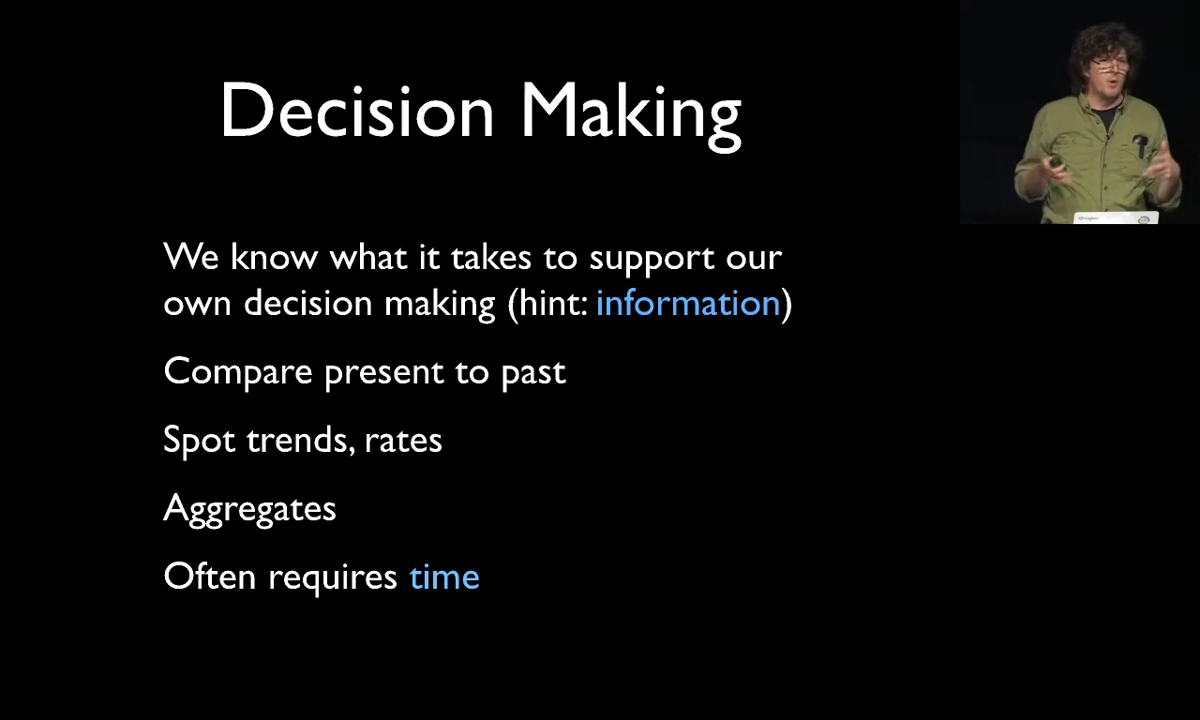 Decision Making
We know what it takes to support our
own decision making (hint: information)
Compare present to past
Spot trends, rates
Aggregates
Often requires time